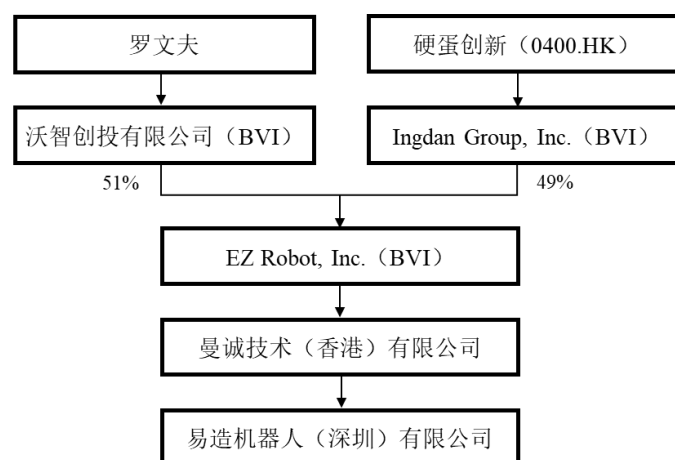 罗文夫
硬蛋创新（0400.HK）
沃智创投有限公司（BVI）
Ingdan Group, Inc.（BVI）
51%
49%
EZ Robot, Inc.（BVI）
曼诚技术（香港）有限公司
易造机器人（深圳）有限公司